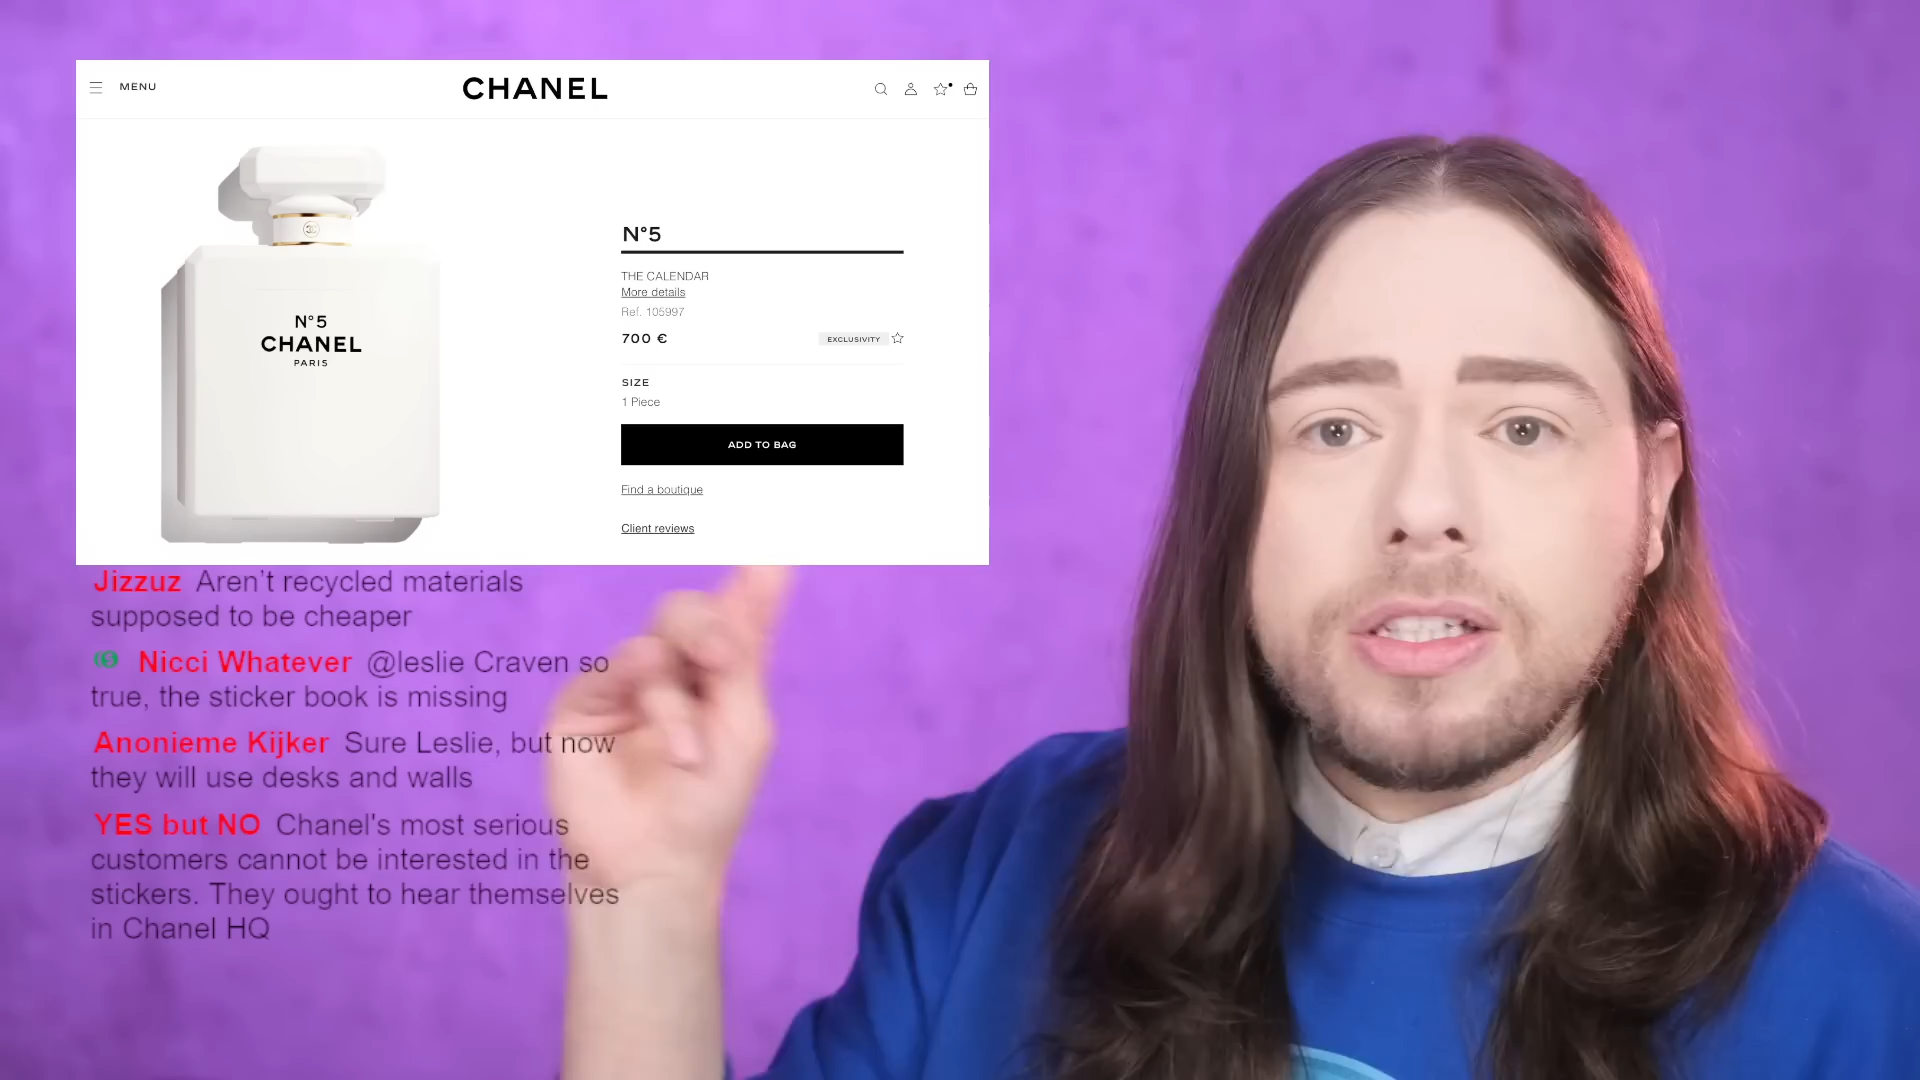 MENU
CHANEL
N°5
CHANEL
PARIS
N°5
THE CALENDAR
More details
Ref. 105997
700 €
EXCLUSIVITY
SIZE
1 Piece
ADD TO BAG
Find a boutique
Client reviews
Jizzuz Aren't recycled materials
supposed to be cheaper
Nicci Whatever @leslie Craven so
true, the sticker book is missing
Anonieme Kijker Sure Leslie, but now
they will use desks and walls
YES but NO Chanel's most serious
customers cannot be interested in the
stickers. They ought to hear themselves
in Chanel HQ